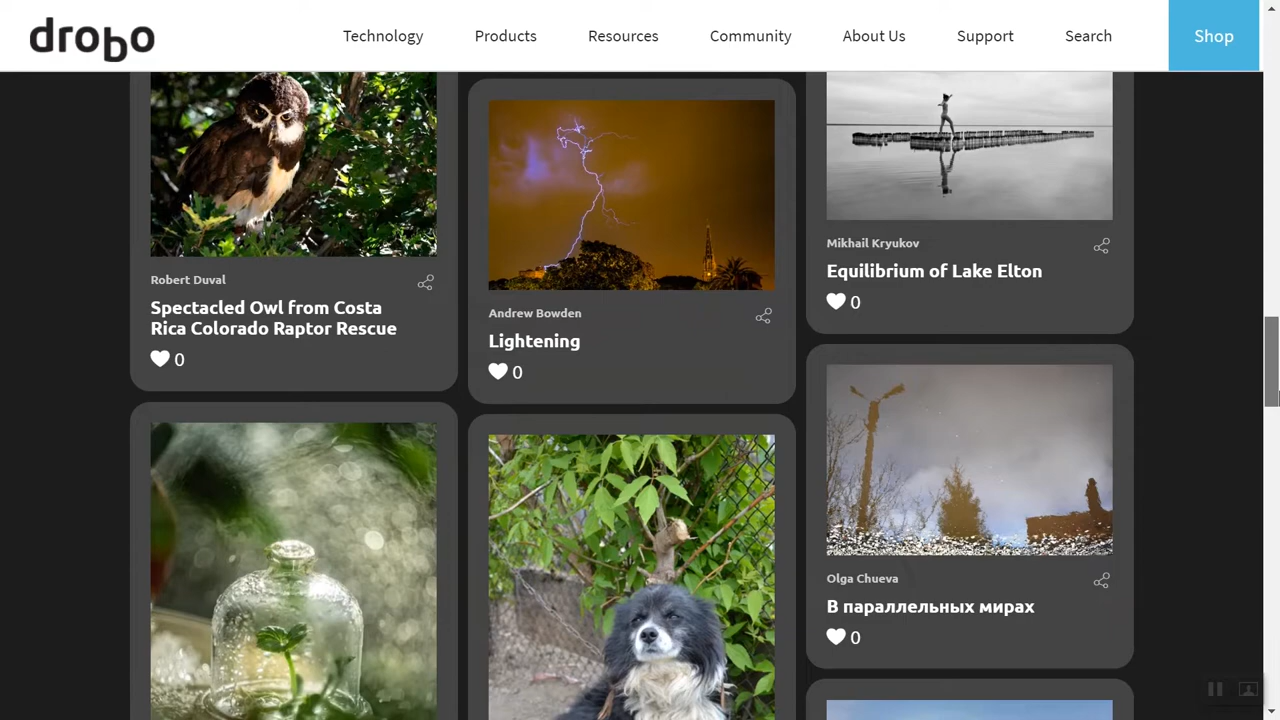 drobo
Technology
Products
Resources
Community
About Us
Support
Search
Shop
Robert Duval
Spectacled Owl from Costa
Rica Colorado Raptor Rescue
0
Andrew Bowden
Lightening
0
Mikhail Kryukov
Equilibrium of Lake Elton
0
Olga Chueva
В параллельных мирах
0